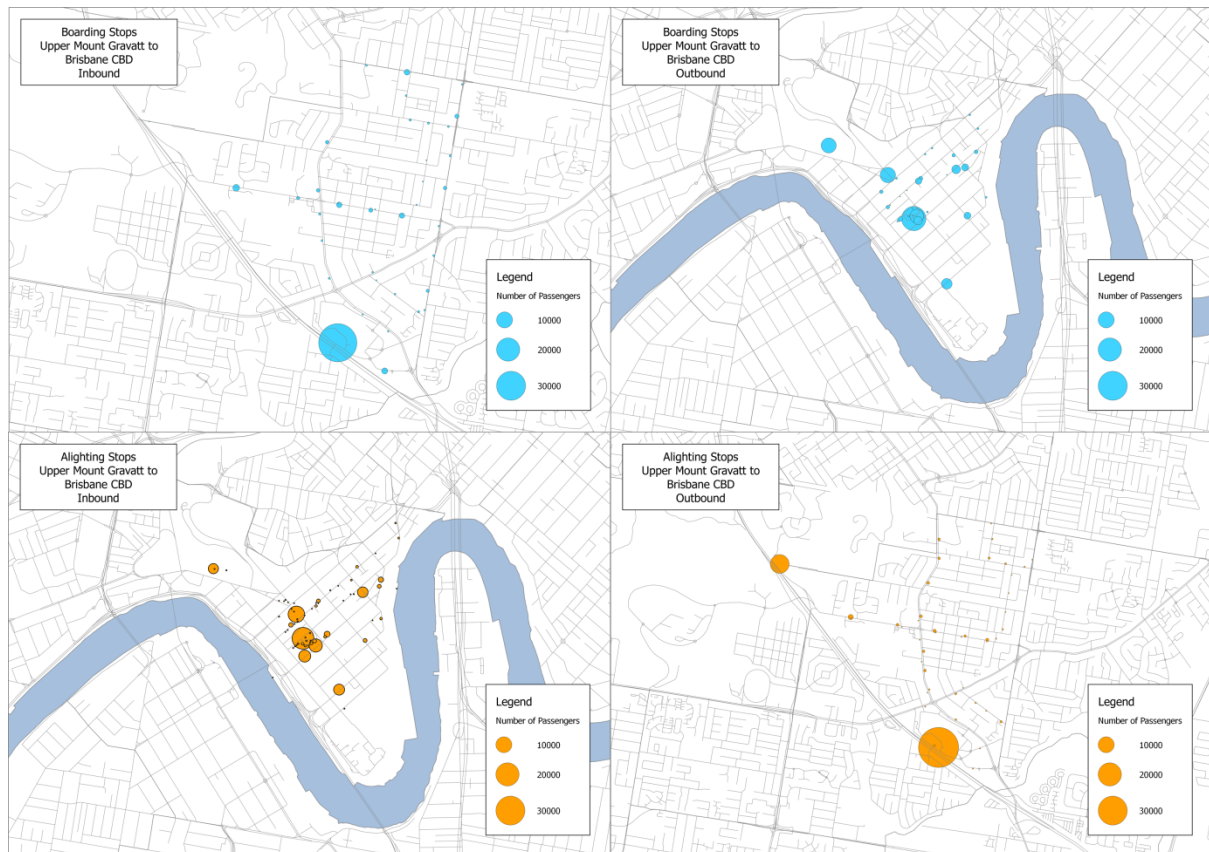 Boarding Stops
Upper Mount Gravatt to
Brisbane CBD
Inbound
Legend
Number of Passengers
10000
20000
30000
Boarding Stops
Upper Mount Gravatt to
Brisbane CBD
Outbound
Legend
Number of Passengers
10000
20000
30000
Alighting Stops
Upper Mount Gravatt to
Brisbane CBD
Inbound
Legend
Number of Passengers
10000
20000
30000
Alighting Stops
Upper Mount Gravatt to
Brisbane CBD
Outbound
Legend
Number of Passengers
10000
20000
30000